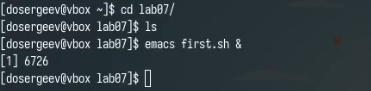 [dosergeev@vbox ~]$ cd lab07/
[dosergeev@vbox lab07]$ ls
[dosergeev@vbox lab07]$ emacs first.sh &
[1] 6726
[dosergeev@vbox lab07]$